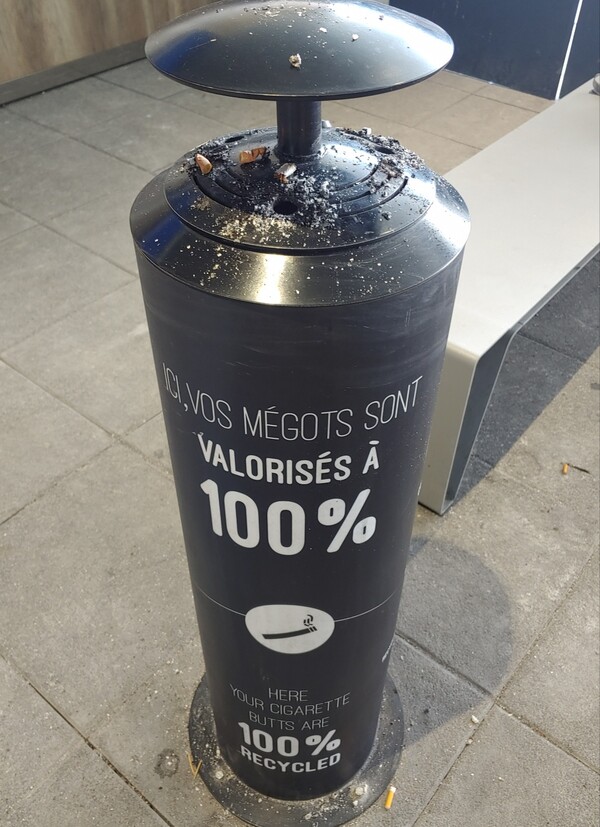 ICI, VOS MÉGOTS SONT
VALORISÉS À
100%
HERE
YOUR CIGARETTE
BUTTS ARE
100%
RECYCLED